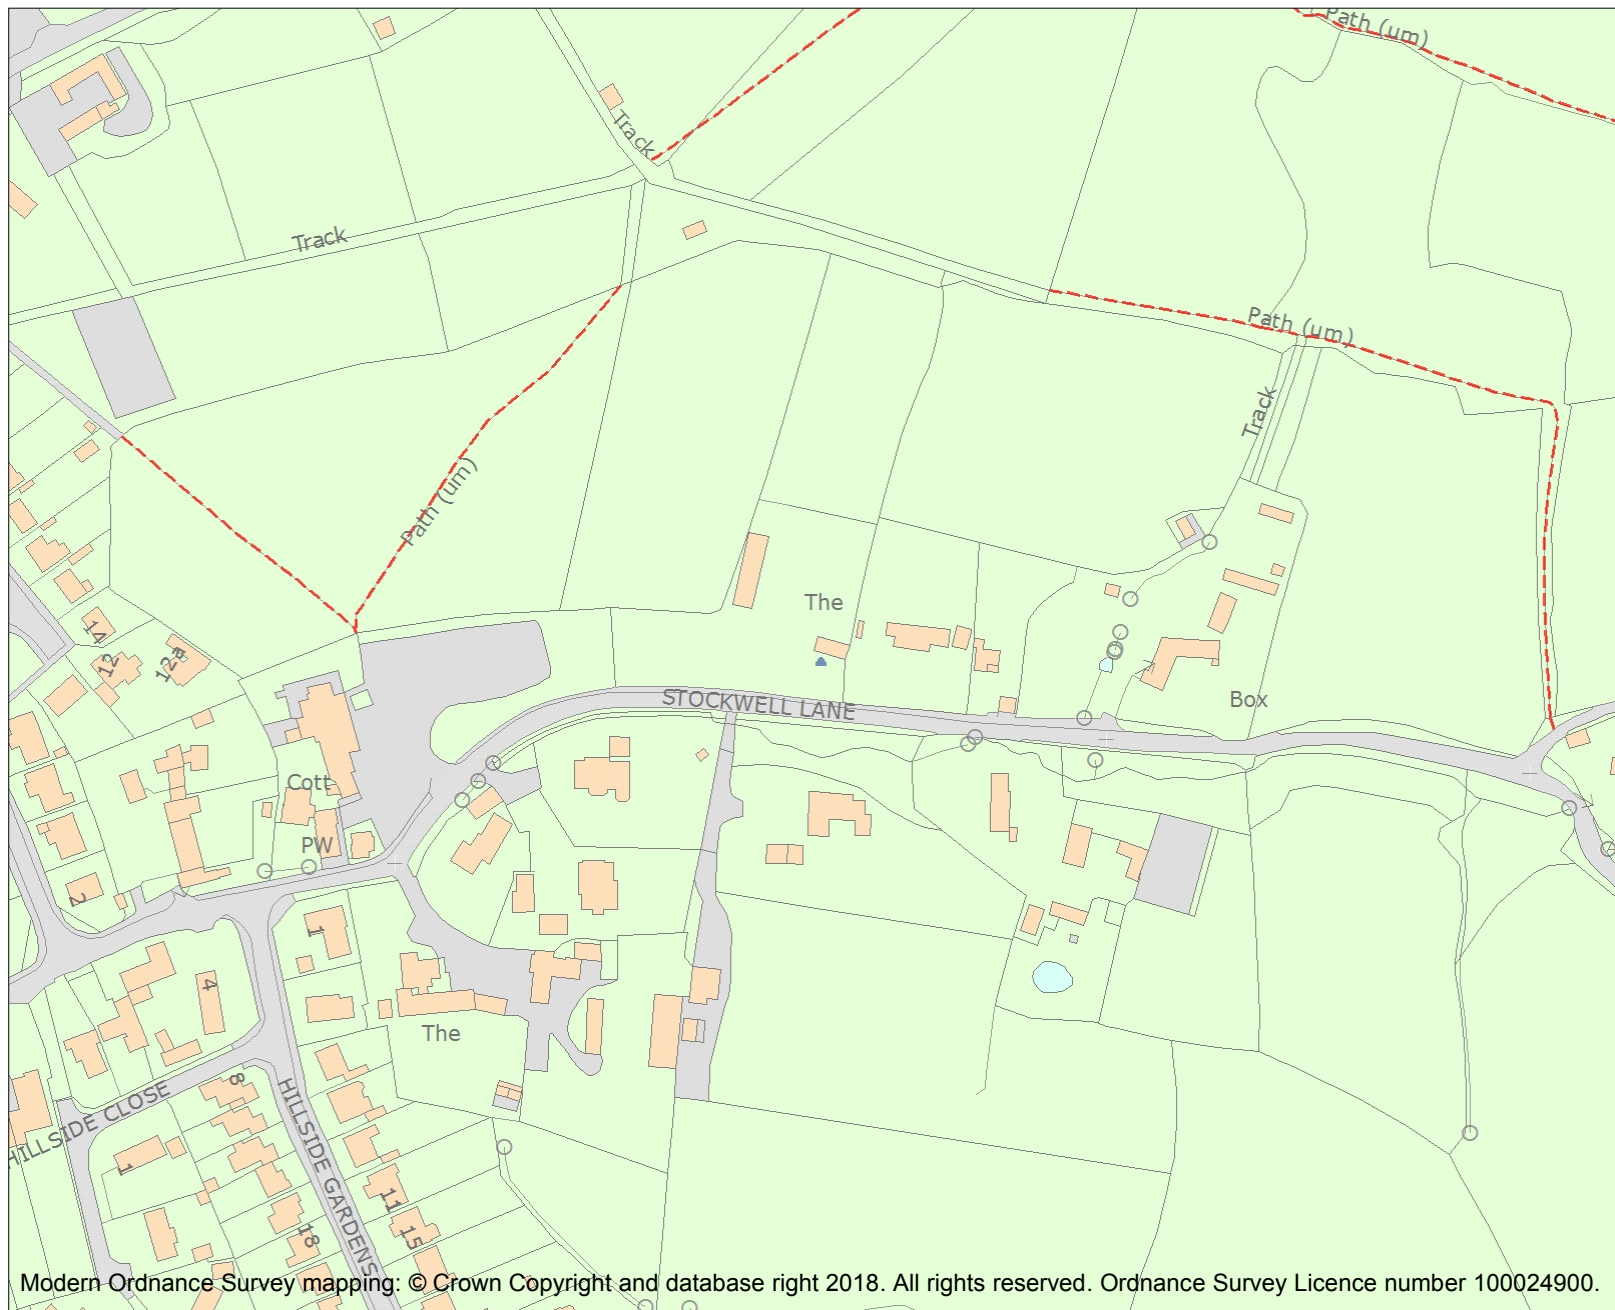 Path (um)
Track
Track
Path (um)
Track
Path (um)
The
14
12
12a
STOCKWELL LANE
Box
Cott
PW
2
1
4
The
8
HILLSIDE CLOSE
HILLSIDE GARDENS
1
11
15
18
Modern Ordnance Survey mapping: © Crown Copyright and database right 2018. All rights reserved. Ordnance Survey Licence number 100024900.